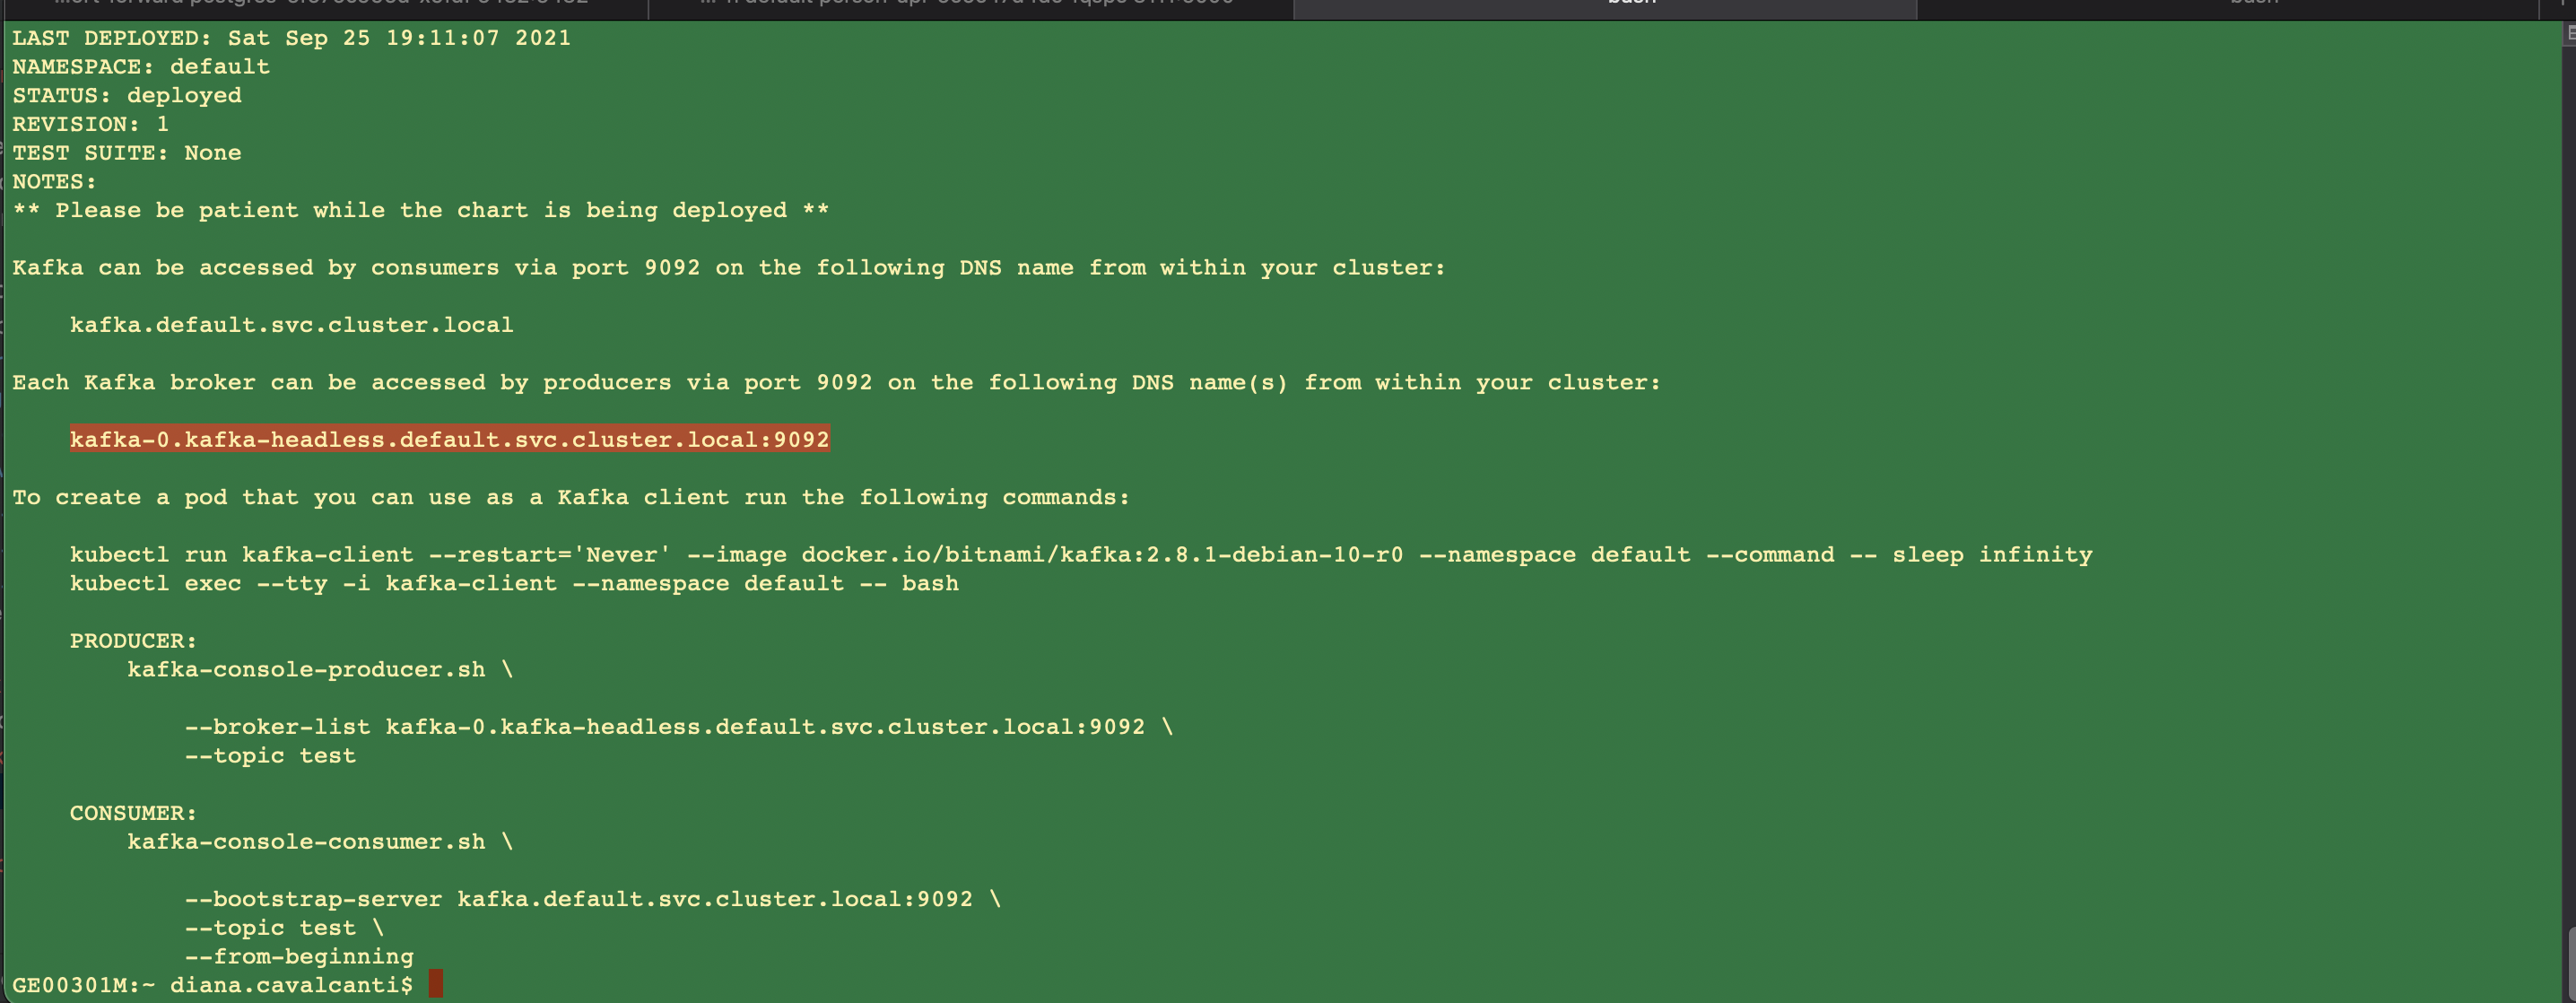 bash
LAST DEPLOYED: Sat Sep 25 19:11:07 2021
NAMESPACE: default
STATUS: deployed
REVISION: 1
TEST SUITE: None
NOTES:
** Please be patient while the chart is being deployed **
Kafka can be accessed by consumers via port 9092 on the following DNS name from within your cluster:
kafka.default.svc.cluster.local
Each Kafka broker can be accessed by producers via port 9092 on the following DNS name(s) from within your cluster:
kafka-0.kafka-headless.default.svc.cluster.local:9092
To create a pod that you can use as a Kafka client run the following commands:
kubectl run kafka-client --restart='Never' --image docker.io/bitnami/kafka:2.8.1-debian-10-r0 --namespace default --command -- sleep infinity
kubectl exec --tty -i kafka-client --namespace default -- bash
PRODUCER:
kafka-console-producer.sh \
--broker-list kafka-0.kafka-headless.default.svc.cluster.local:9092 \
--topic test
CONSUMER:
kafka-console-consumer.sh \
--bootstrap-server kafka.default.svc.cluster.local:9092 \
--topic test \
--from-beginning
GE00301M:~ diana.cavalcanti$